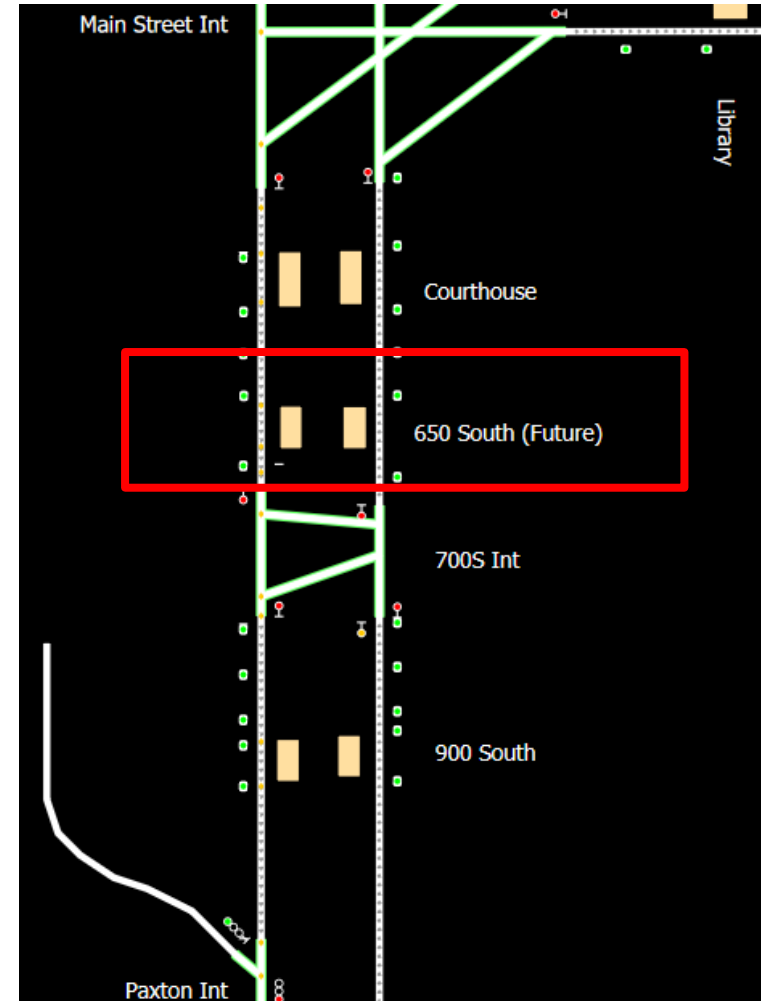 Main Street Int
Library
Courthouse
650 South (Future)
700S Int
900 South
Paxton Int